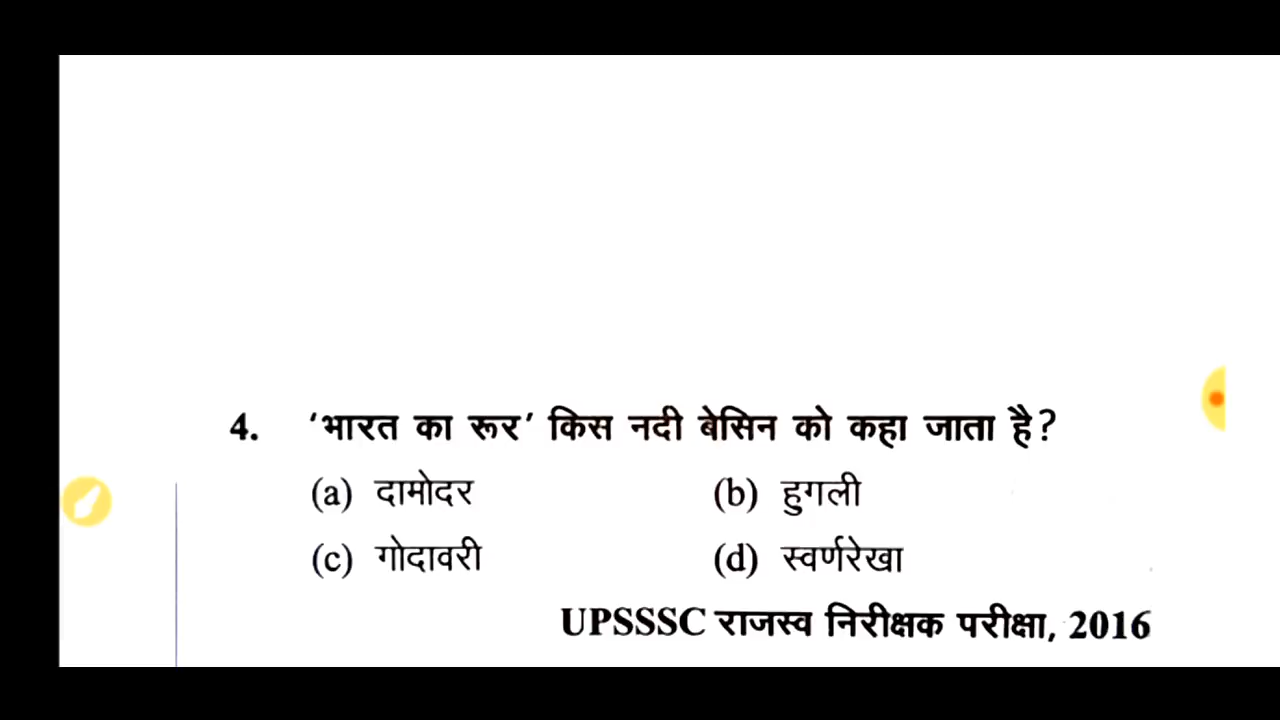 4. 'भारत का रूर' किस नदी बेसिन को कहा जाता है?
(a) दामोदर (b) हुगली
(c) गोदावरी (d) स्वर्णरेखा
UPSSSC राजस्व निरीक्षक परीक्षा, 2016